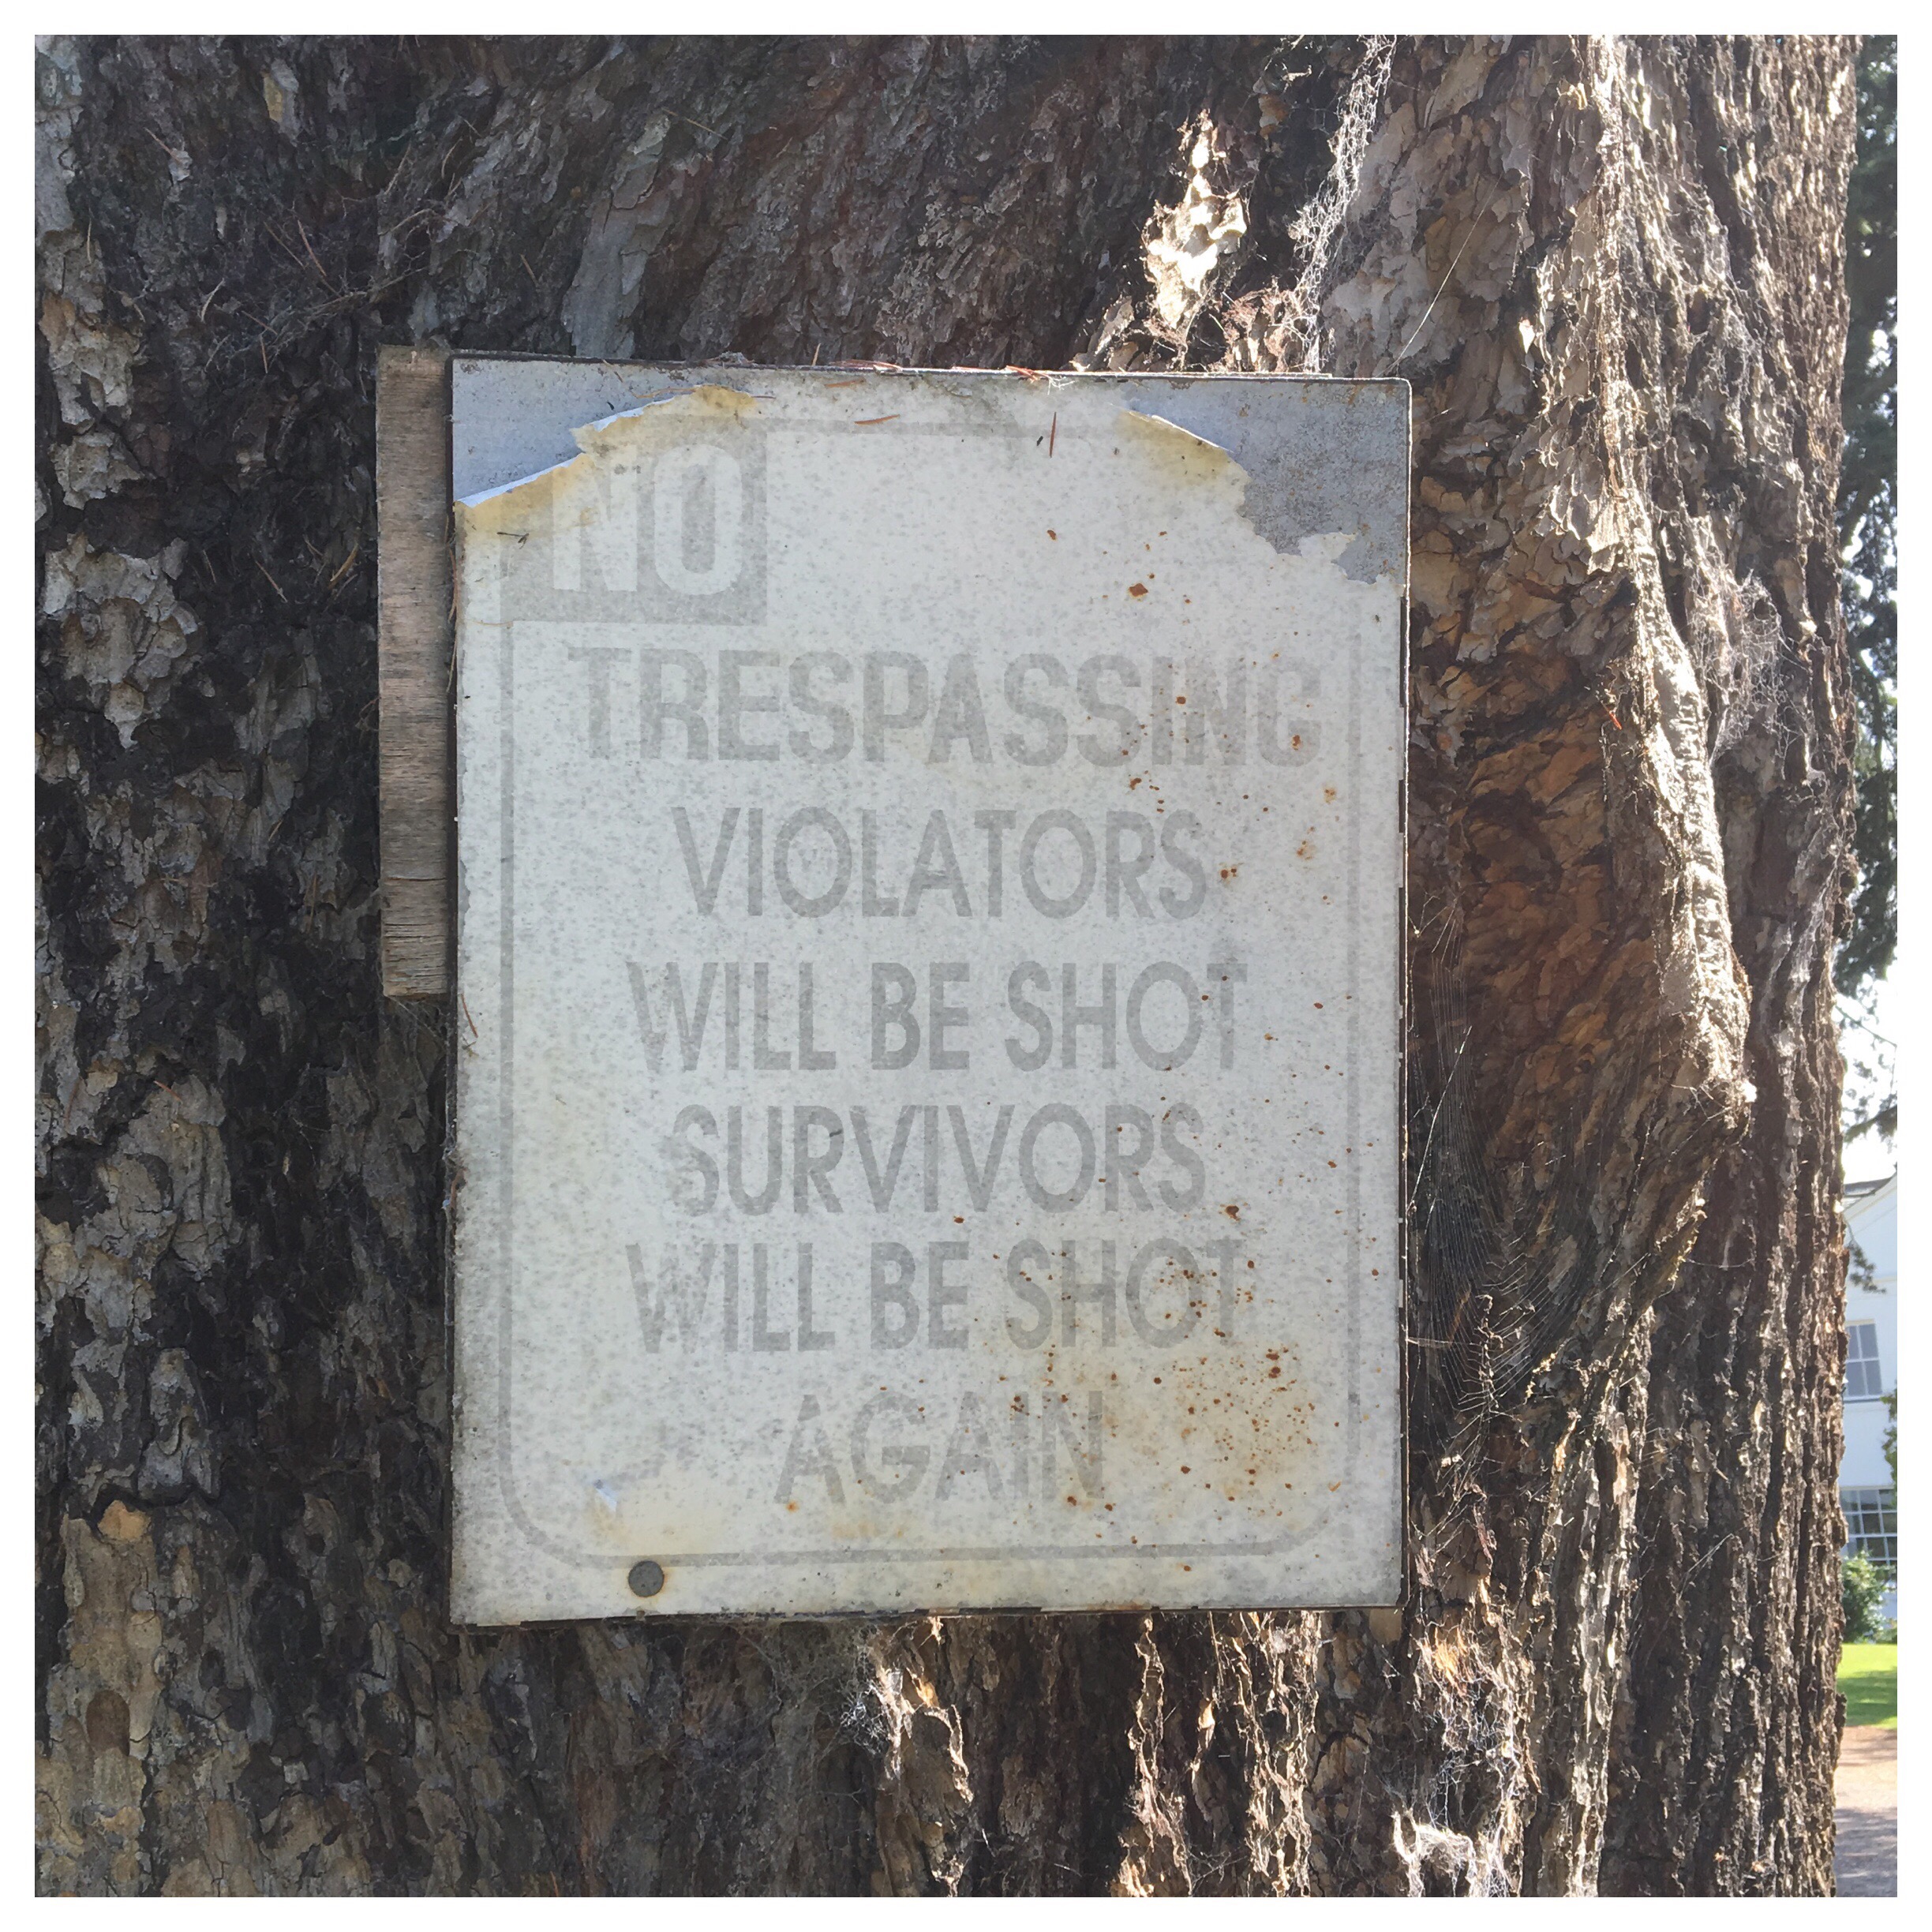 NO
TRESPASSING
VIOLATORS
WILL BE SHOT
SURVIVORS
WILL BE SHOT
AGAIN